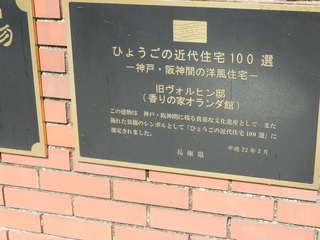 ひょうごの近代住宅100選
―神戸・阪神間の洋風住宅―
旧ヴォルヒン邸
(香りの家オランダ館)
この建物は 神戸・阪神間に残る貴重な文化遺産として また
優れた景観のシンボルとして「ひょうごの近代住宅100選」に
選定されました。
平成22年3月
兵庫県